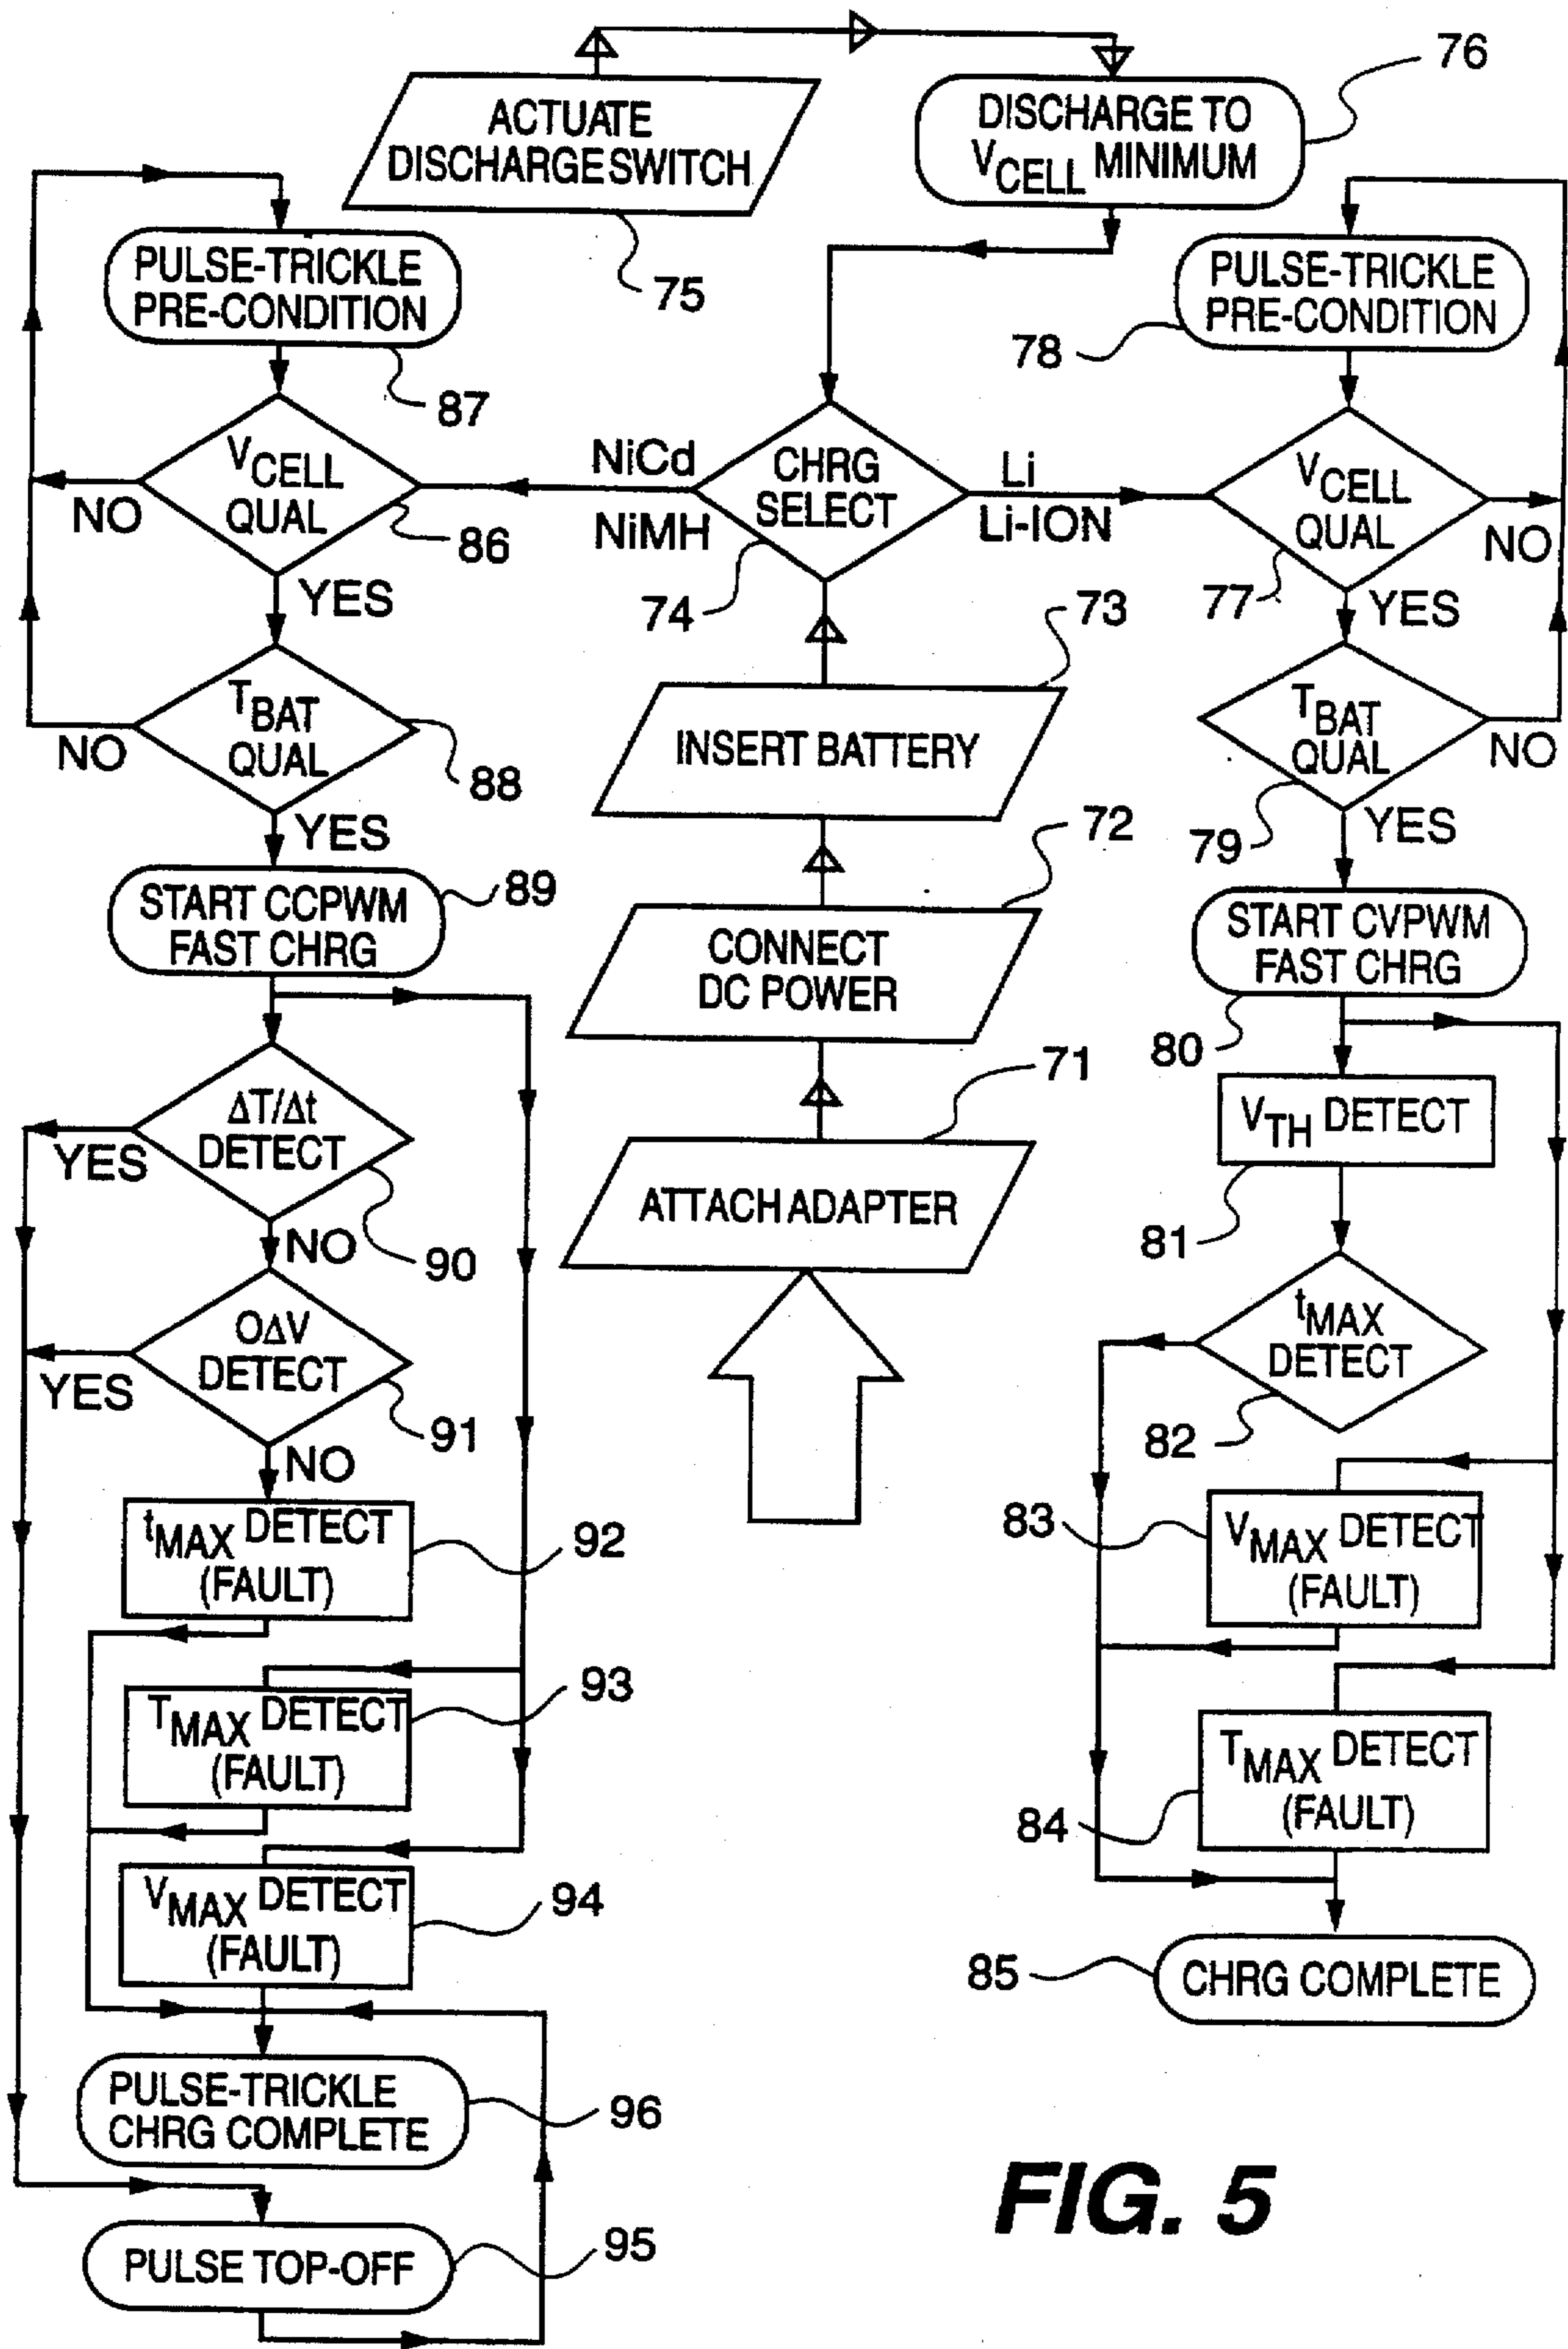 76
ACTUATE
DISCHARGE SWITCH
75
DISCHARGE TO
VCELL MINIMUM
PULSE-TRICKLE
PRE-CONDITION
87
PULSE-TRICKLE
PRE-CONDITION
78
VCELL
QUAL
NO
86
YES
NiCd
NiMH
CHRG
SELECT
74
Li
Li-ION
VCELL
QUAL
NO
77
YES
73
TBAT
QUAL
NO
88
YES
INSERT BATTERY
TBAT
QUAL
NO
79
YES
72
START CCPWM
FAST CHRG
89
CONNECT
DC POWER
START CVPWM
FAST CHRG
80
71
ΔT/Δt
DETECT
YES
90
NO
ATTACH ADAPTER
VTH DETECT
81
OΔV
DETECT
YES
91
NO
tMAX
DETECT
82
tMAX DETECT
(FAULT)
92
83
VMAX DETECT
(FAULT)
TMAX DETECT
(FAULT)
93
TMAX DETECT
(FAULT)
84
VMAX DETECT
(FAULT)
94
85
CHRG COMPLETE
PULSE-TRICKLE
CHRG COMPLETE
96
PULSE TOP-OFF
95
FIG. 5